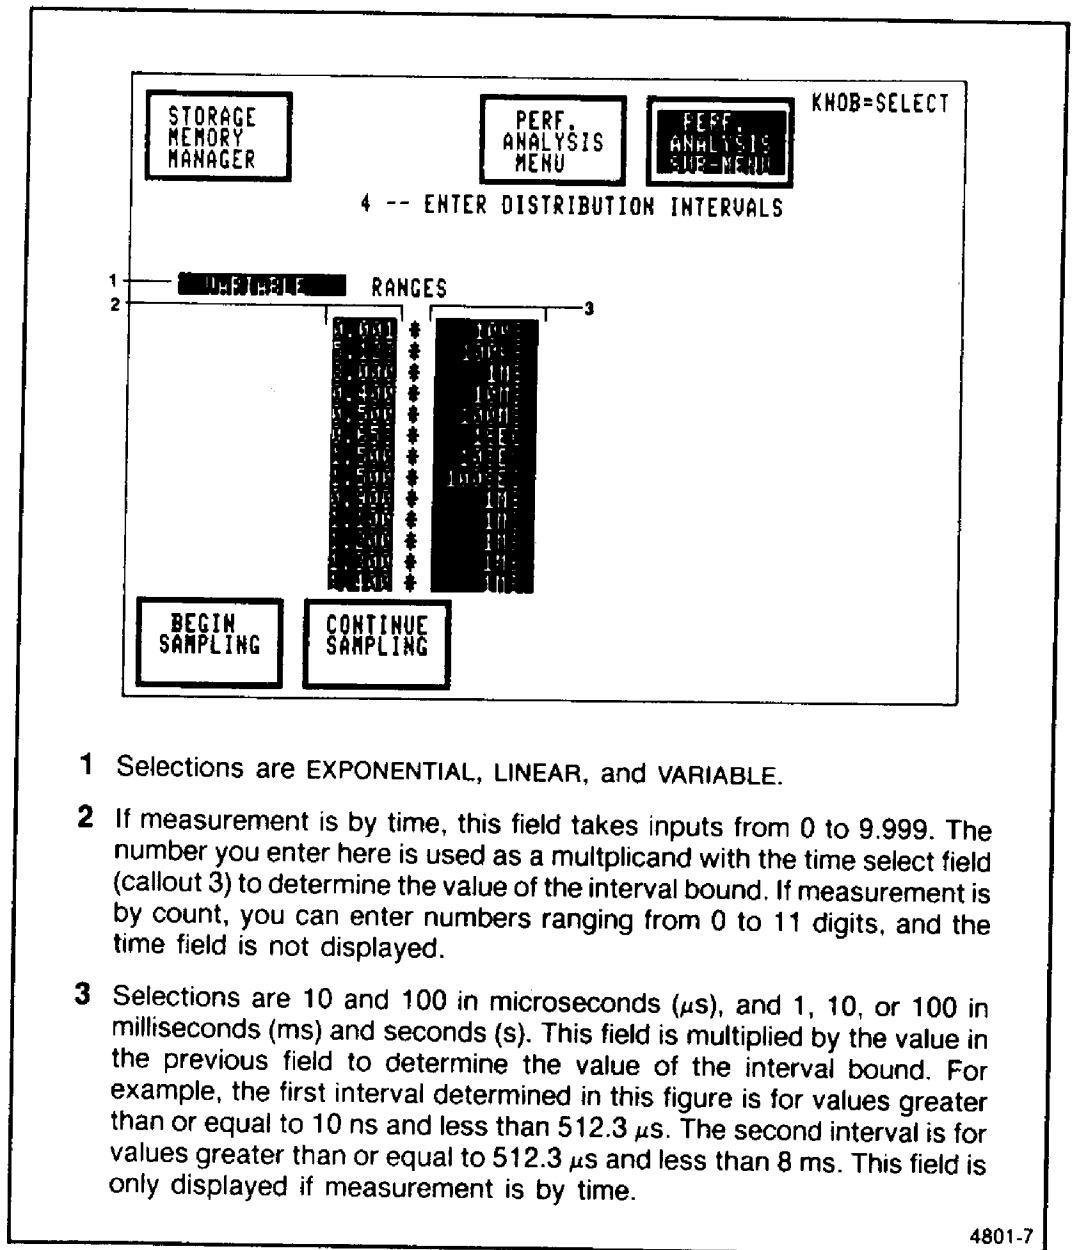 STORAGE
MEMORY
MANAGER
PERF.
ANALYSIS
MENU
PERF.
ANALYSIS
SUB-MENU
KNOB=SELECT
4 -- ENTER DISTRIBUTION INTERVALS
1
VARIABLE RANGES
2
3
BEGIN
SAMPLING
CONTINUE
SAMPLING
1 Selections are EXPONENTIAL, LINEAR, and VARIABLE.
2 If measurement is by time, this field takes inputs from 0 to 9.999. The
number you enter here is used as a multplicand with the time select field
(callout 3) to determine the value of the interval bound. If measurement is
by count, you can enter numbers ranging from 0 to 11 digits, and the
time field is not displayed.
3 Selections are 10 and 100 in microseconds (μs), and 1, 10, or 100 in
milliseconds (ms) and seconds (s). This field is multiplied by the value in
the previous field to determine the value of the interval bound. For
example, the first interval determined in this figure is for values greater
than or equal to 10 ns and less than 512.3 μs. The second interval is for
values greater than or equal to 512.3 μs and less than 8 ms. This field is
only displayed if measurement is by time.
4801-7